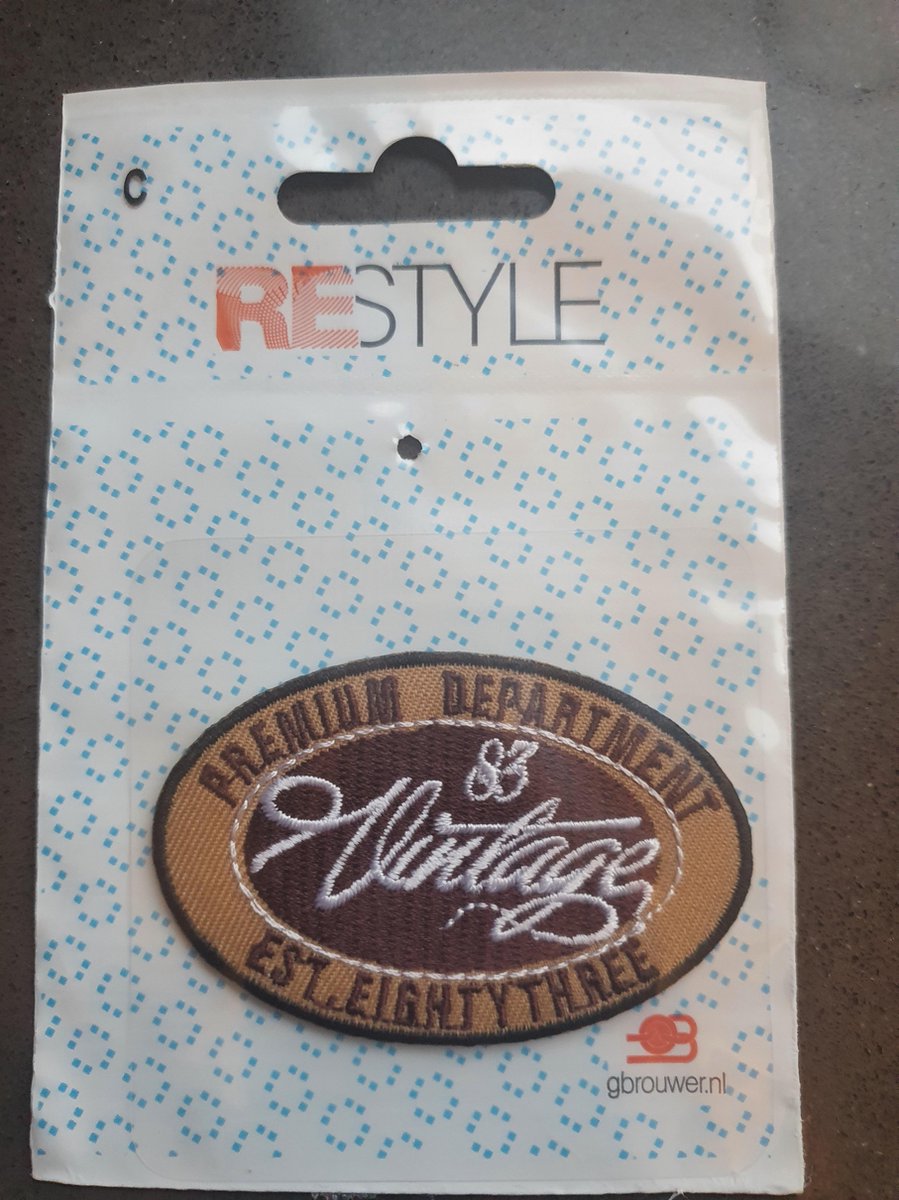 C
RESTYLE
PREMIUM DEPARTMENT
83
Vintage
EST.EIGHTYTHREE
gbrouwer.nl